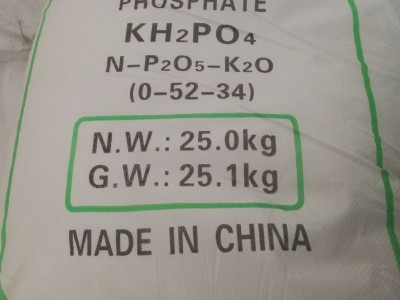 PHOSPHATE
KH2PO4
N-P2O5-K2O
(0-52-34)
N.W.: 25.0kg
G.W.: 25.1kg
MADE IN CHINA